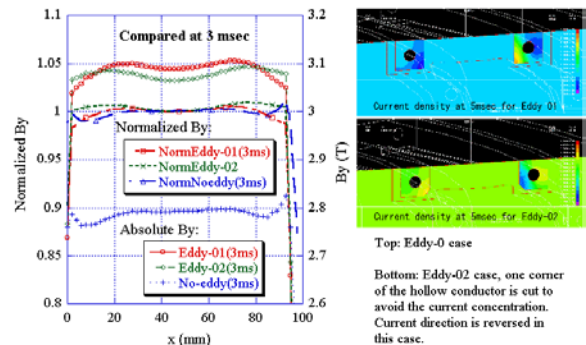 Compared at 3 msec
Normalized By
1.2
1.15
1.1
1.05
1
0.95
0.9
0.85
0.8
Normalized By:
NormEddy-01(3ms)
NormEddy-02
NormNoeddy(3ms)
Absolute By:
Eddy-01(3ms)
Eddy-02(3ms)
No-eddy(3ms)
0 20 40 60 80 100
x (mm)
3.2
3.1
3.0
2.9
2.8
2.7
2.6
By (T)
Current density at 5msec for Eddy 01
Current density at 5msec for Eddy-02
Top: Eddy-0 case
Bottom: Eddy-02 case, one corner
of the hollow conductor is cut to
avoid the current concentration.
Current direction is reversed in
this case.